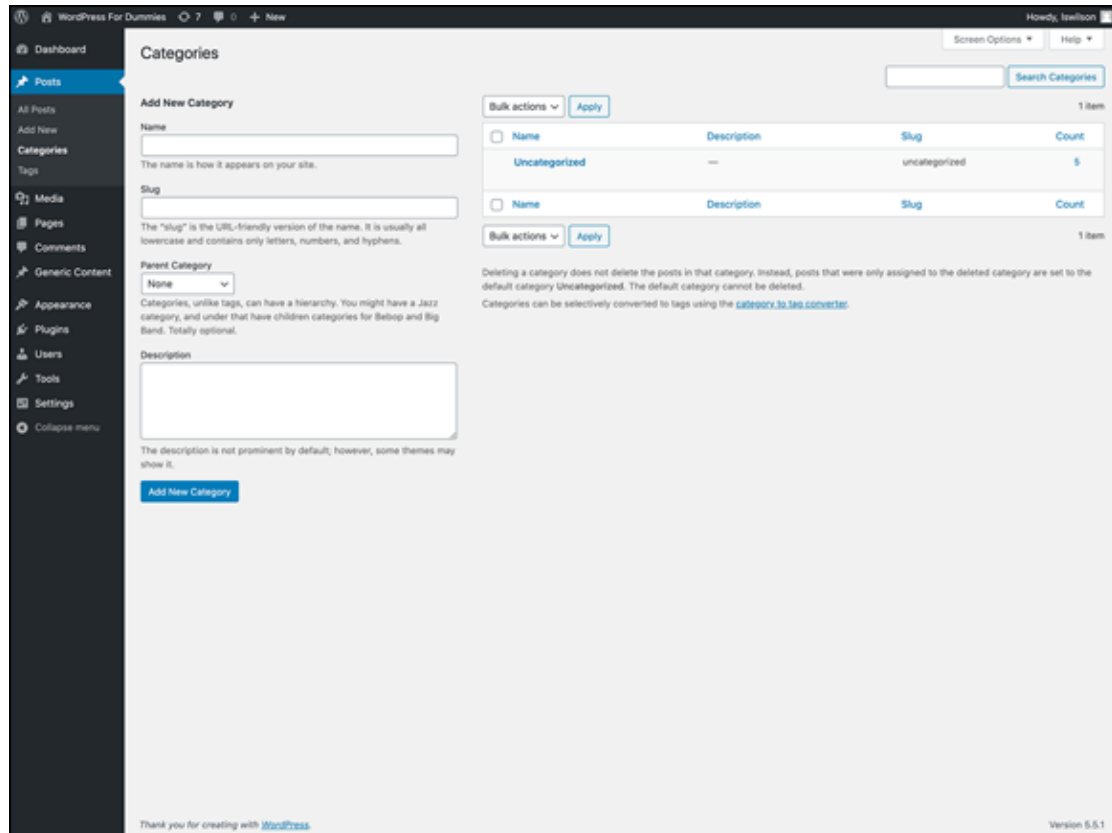 WordPress For Dummies 7 0 + New Howdy, lswilson
Screen Options ▼ Help ▼
Dashboard
Posts
All Posts
Add New
Categories
Tags
Media
Pages
Comments
Generic Content
Appearance
Plugins
Users
Tools
Settings
Collapse menu
Categories
Search Categories
Add New Category
Name
The name is how it appears on your site.
Slug
The "slug" is the URL-friendly version of the name. It is usually all
lowercase and contains only letters, numbers, and hyphens.
Parent Category
None
Categories, unlike tags, can have a hierarchy. You might have a Jazz
category, and under that have children categories for Bebop and Big
Band. Totally optional.
Description
The description is not prominent by default; however, some themes may
show it.
Add New Category
Bulk actions Apply 1 item
Name Description Slug Count
Uncategorized — uncategorized 5
Name Description Slug Count
Bulk actions Apply 1 item
Deleting a category does not delete the posts in that category. Instead, posts that were only assigned to the deleted category are set to the
default category Uncategorized. The default category cannot be deleted.
Categories can be selectively converted to tags using the category to tag converter.
Thank you for creating with WordPress. Version 5.5.1